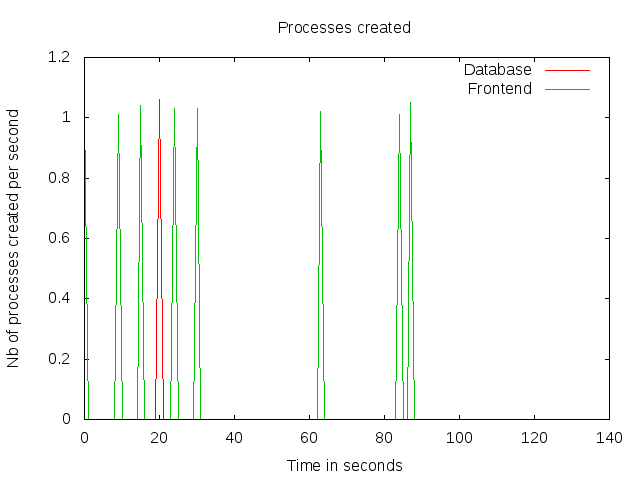 Processes created
Database
Frontend
Nb of processes created per second
1.2
1
0.8
0.6
0.4
0.2
0
0 20 40 60 80 100 120 140
Time in seconds